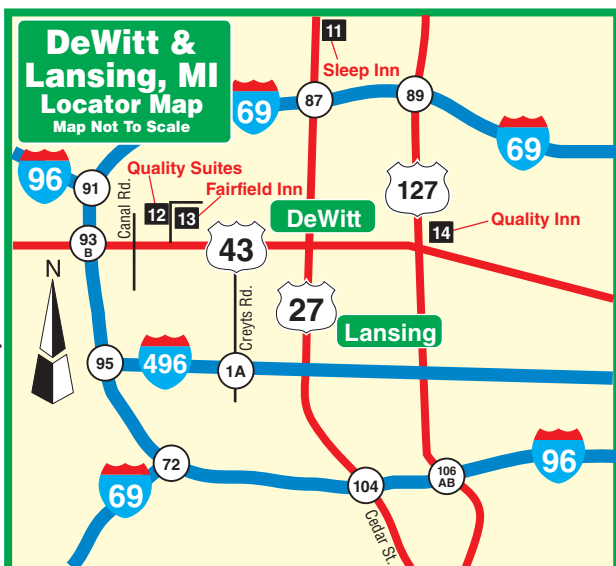 DeWitt &
Lansing, MI
Locator Map
Map Not To Scale
11
Sleep Inn
69
87
89
69
96
91
Quality Suites
Fairfield Inn
127
Canal Rd.
12
13
DeWitt
14
Quality Inn
93
B
43
N
27
Creyts Rd.
Lansing
95
496
1A
72
96
69
104
106
AB
Cedar St.